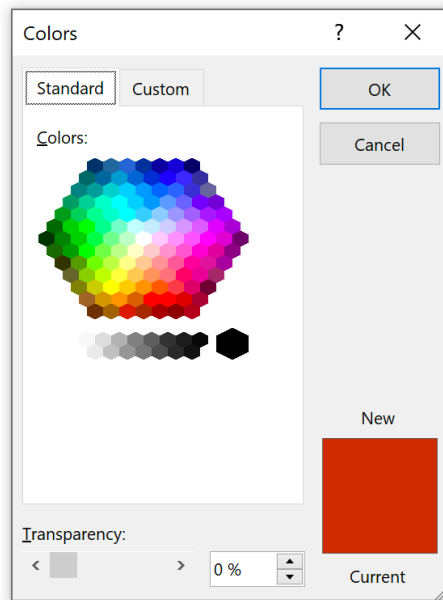 Colors
?
Standard
Custom
OK
Cancel
Colors:
New
Transparency:
0 %
Current